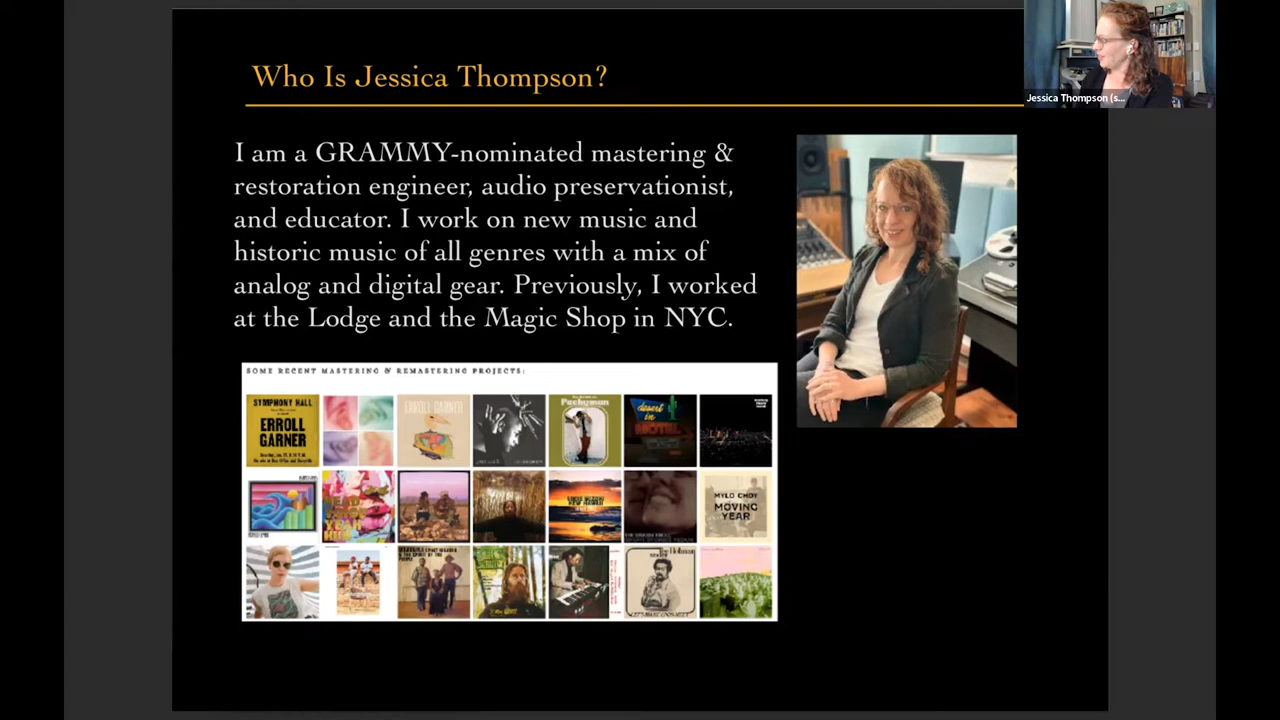 Who Is Jessica Thompson?
Jessica Thompson (s...
I am a GRAMMY-nominated mastering &
restoration engineer, audio preservationist,
and educator. I work on new music and
historic music of all genres with a mix of
analog and digital gear. Previously, I worked
at the Lodge and the Magic Shop in NYC.
SOME RECENT MASTERING & REMASTERING PROJECTS:
SYMPHONY HALL
ERROLL
GARNER
ERROLL GARNER
desert
in
MYLO CHOY
MOVING
YEAR